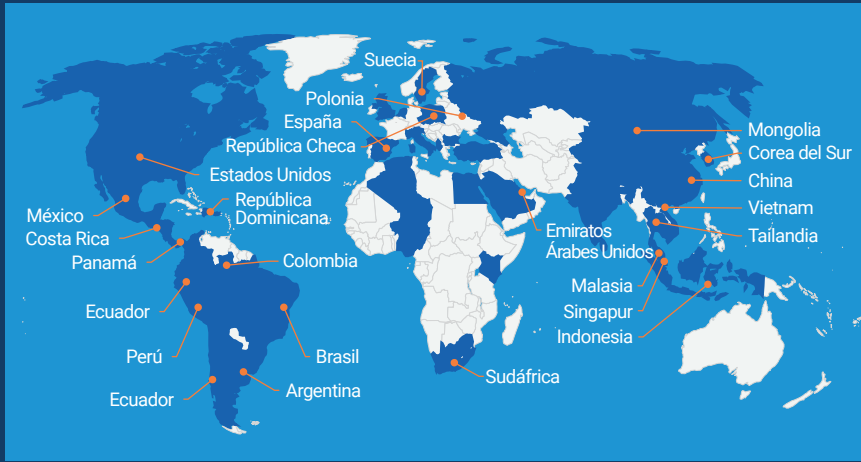 Suecia
Polonia
España
República Checa
Estados Unidos
República
Dominicana
México
Costa Rica
Panamá
Colombia
Ecuador
Perú
Brasil
Ecuador
Argentina
Sudáfrica
Mongolia
Corea del Sur
China
Vietnam
Tailandia
Emiratos
Árabes Unidos
Malasia
Singapur
Indonesia